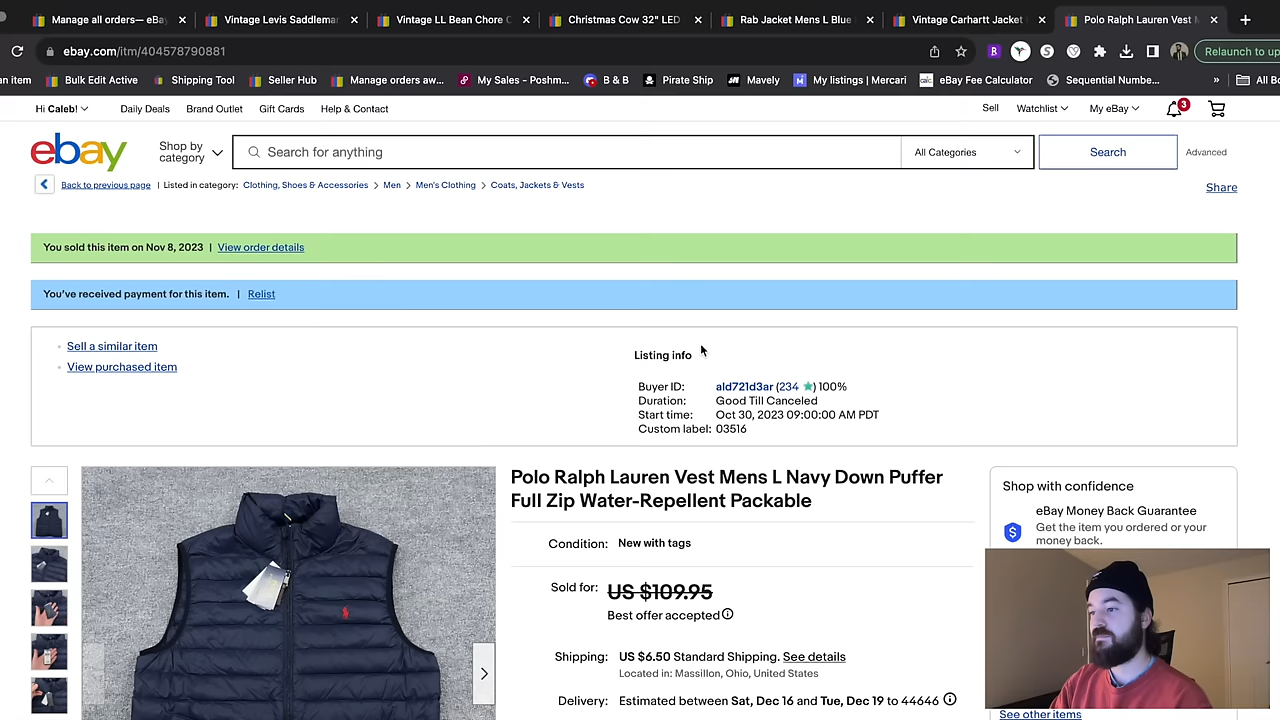 Manage all orders— eBa
Vintage Levis Saddleman
Vintage LL Bean Chore C
Christmas Cow 32" LED
Rab Jacket Mens L Blue
Vintage Carhartt Jacket
Polo Ralph Lauren Vest M
ebay.com/itm/404578790881
Relaunch to up
an item
Bulk Edit Active
Shipping Tool
Seller Hub
Manage orders aw...
My Sales – Poshm...
B & B
Pirate Ship
Mavely
My listings | Mercari
eBay Fee Calculator
Sequential Numbe...
»
All Bo
Hi Caleb!
Daily Deals
Brand Outlet
Gift Cards
Help & Contact
Sell
Watchlist
My eBay
3
ebay
Shop by
category
Search for anything
All Categories
Search
Advanced
Back to previous page | Listed in category: Clothing, Shoes & Accessories > Men > Men's Clothing > Coats, Jackets & Vests
Share
You sold this item on Nov 8, 2023 | View order details
You've received payment for this item. | Relist
Sell a similar item
View purchased item
Listing info
Buyer ID: ald721d3ar (234 ★) 100%
Duration: Good Till Canceled
Start time: Oct 30, 2023 09:00:00 AM PDT
Custom label: 03516
Polo Ralph Lauren Vest Mens L Navy Down Puffer
Full Zip Water-Repellent Packable
Condition: New with tags
Sold for: US $109.95
Best offer accepted
Shipping: US $6.50 Standard Shipping. See details
Located in: Massillon, Ohio, United States
Delivery: Estimated between Sat, Dec 16 and Tue, Dec 19 to 44646
Shop with confidence
eBay Money Back Guarantee
Get the item you ordered or your
money back.
See other items